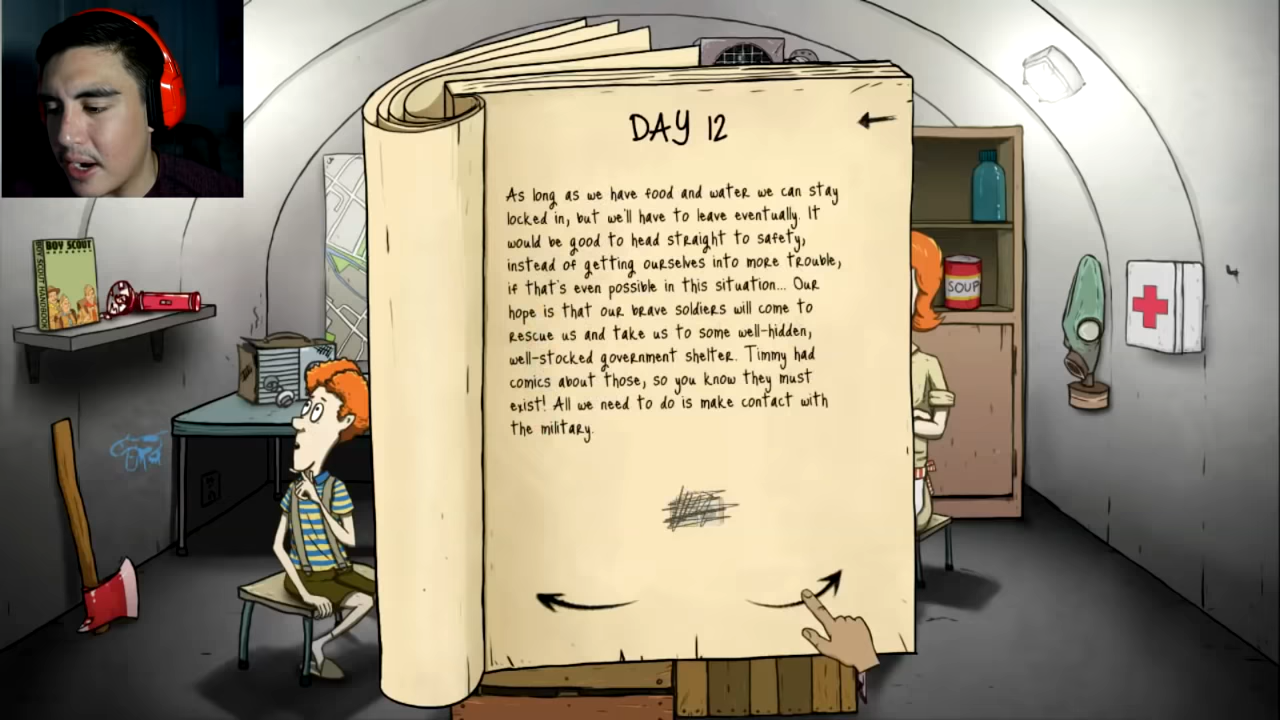 DAY 12
As long as we have food and water we can stay
locked in, but we'll have to leave eventually. It
would be good to head straight to safety,
instead of getting ourselves into more trouble,
if that's even possible in this situation... Our
hope is that our brave soldiers will come to
rescue us and take us to some well-hidden,
well-stocked government shelter. Timmy had
comics about those, so you know they must
exist! All we need to do is make contact with
the military.
BOY SCOUT
BOY SCOUT HANDBOOK
SOUP